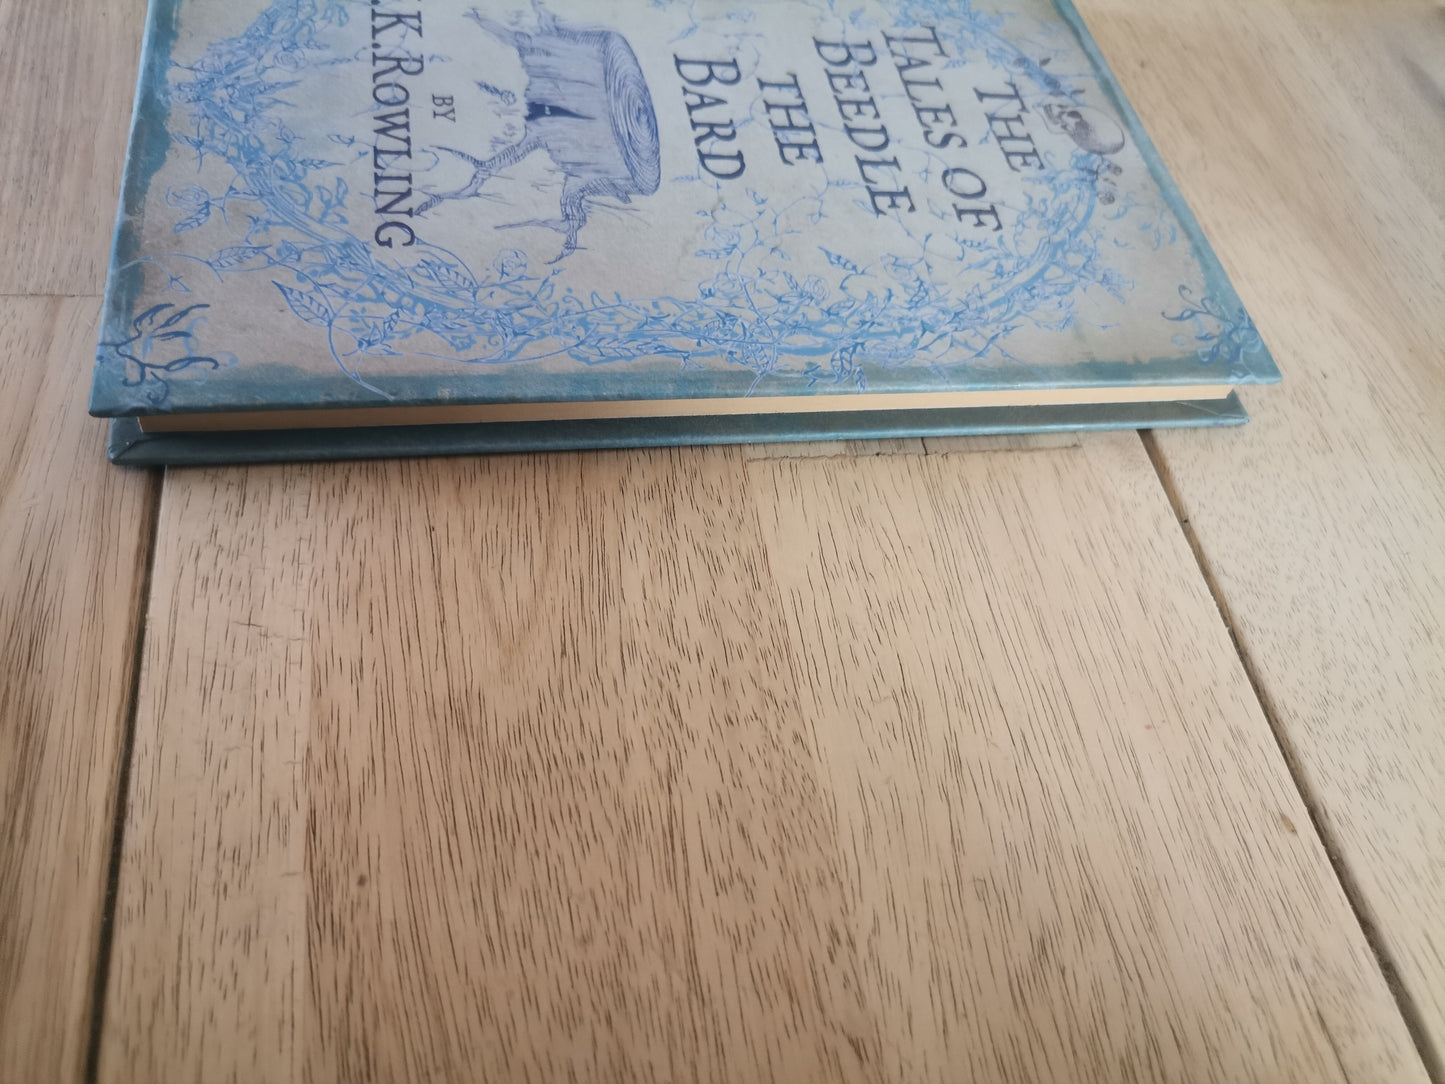 THE
TALES OF
BEEDLE
THE
BARD
BY
.K.ROWLING